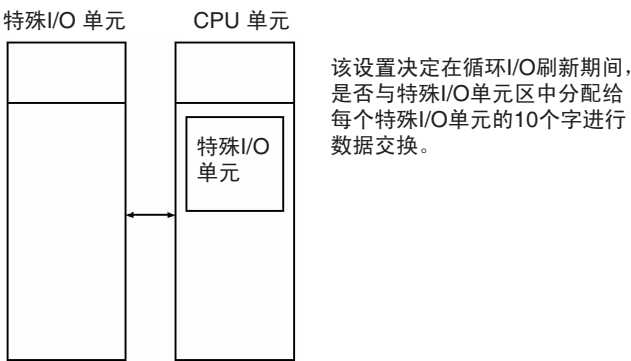 特殊I/O 单元
CPU 单元
特殊I/O
单元
该设置决定在循环I/O刷新期间，
是否与特殊I/O单元区中分配给
每个特殊I/O单元的10个字进行
数据交换。